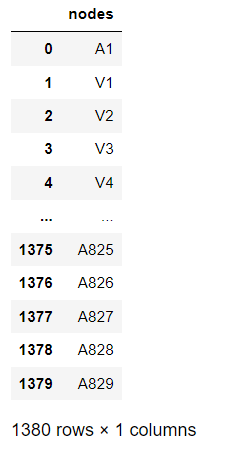 nodes
0 A1
1 V1
2 V2
3 V3
4 V4
... ...
1375 A825
1376 A826
1377 A827
1378 A828
1379 A829
1380 rows × 1 columns